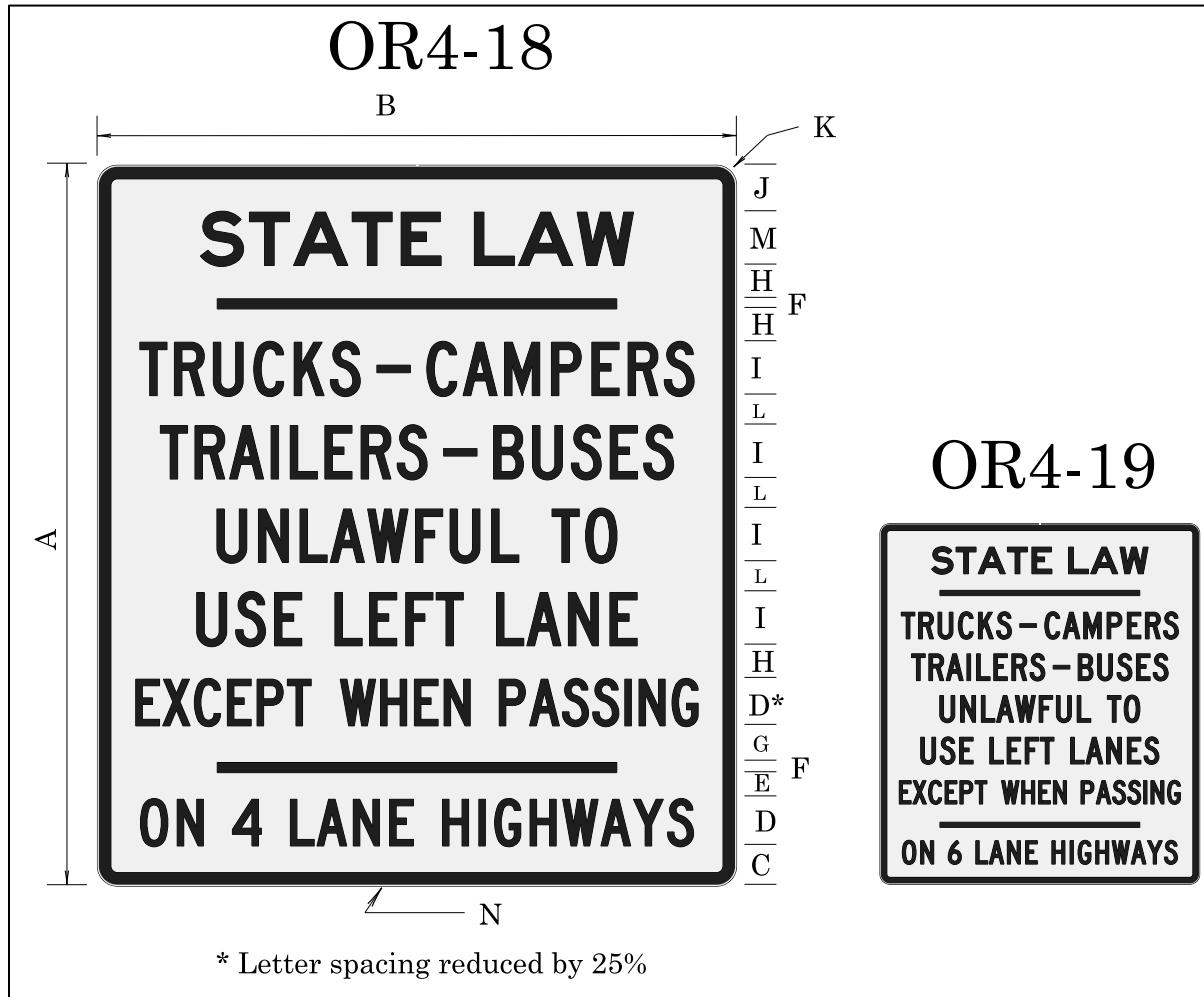 OR4-18
B
K
A
STATE LAW
TRUCKS – CAMPERS
TRAILERS – BUSES
UNLAWFUL TO
USE LEFT LANE
EXCEPT WHEN PASSING
ON 4 LANE HIGHWAYS
J
M
H
F
H
I
L
I
L
I
L
I
H
D*
G
F
E
D
C
N
* Letter spacing reduced by 25%
OR4-19
STATE LAW
TRUCKS – CAMPERS
TRAILERS – BUSES
UNLAWFUL TO
USE LEFT LANES
EXCEPT WHEN PASSING
ON 6 LANE HIGHWAYS